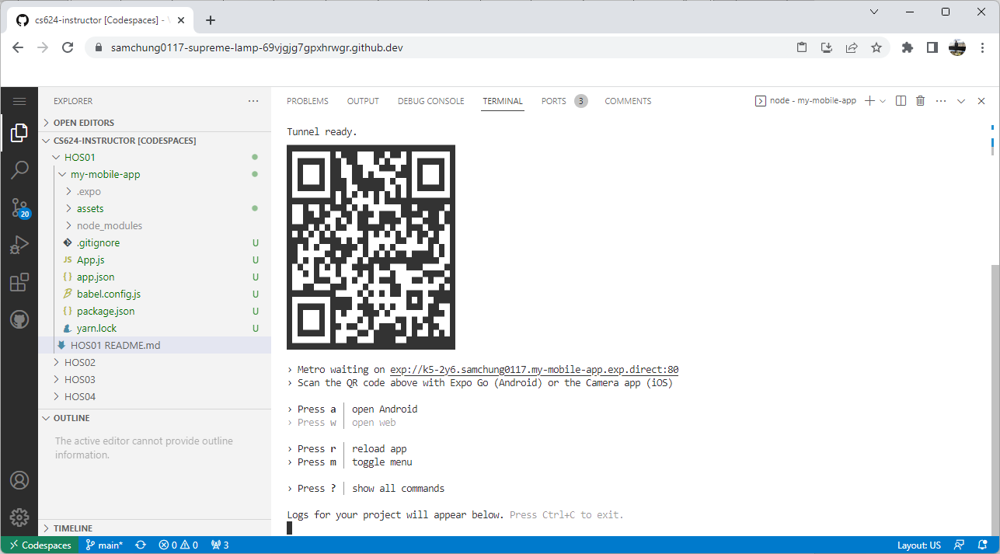 cs624-instructor [Codespaces] -
samchung0117-supreme-lamp-69vjgjg7gpxhrwgr.github.dev
EXPLORER
OPEN EDITORS
CS624-INSTRUCTOR [CODESPACES]
HOS01
my-mobile-app
.expo
assets
node_modules
.gitignore U
JS App.js U
{} app.json U
babel.config.js U
{} package.json U
yarn.lock U
HOS01 README.md
HOS02
HOS03
HOS04
OUTLINE
The active editor cannot provide outline
information.
TIMELINE
20
PROBLEMS OUTPUT DEBUG CONSOLE TERMINAL PORTS 3 COMMENTS
node - my-mobile-app
Tunnel ready.
› Metro waiting on exp://k5-2y6.samchung0117.my-mobile-app.exp.direct:80
› Scan the QR code above with Expo Go (Android) or the Camera app (iOS)
› Press a │ open Android
› Press w │ open web
› Press r │ reload app
› Press m │ toggle menu
› Press ? │ show all commands
Logs for your project will appear below. Press Ctrl+C to exit.
Codespaces main* 0 0 3 Layout: US